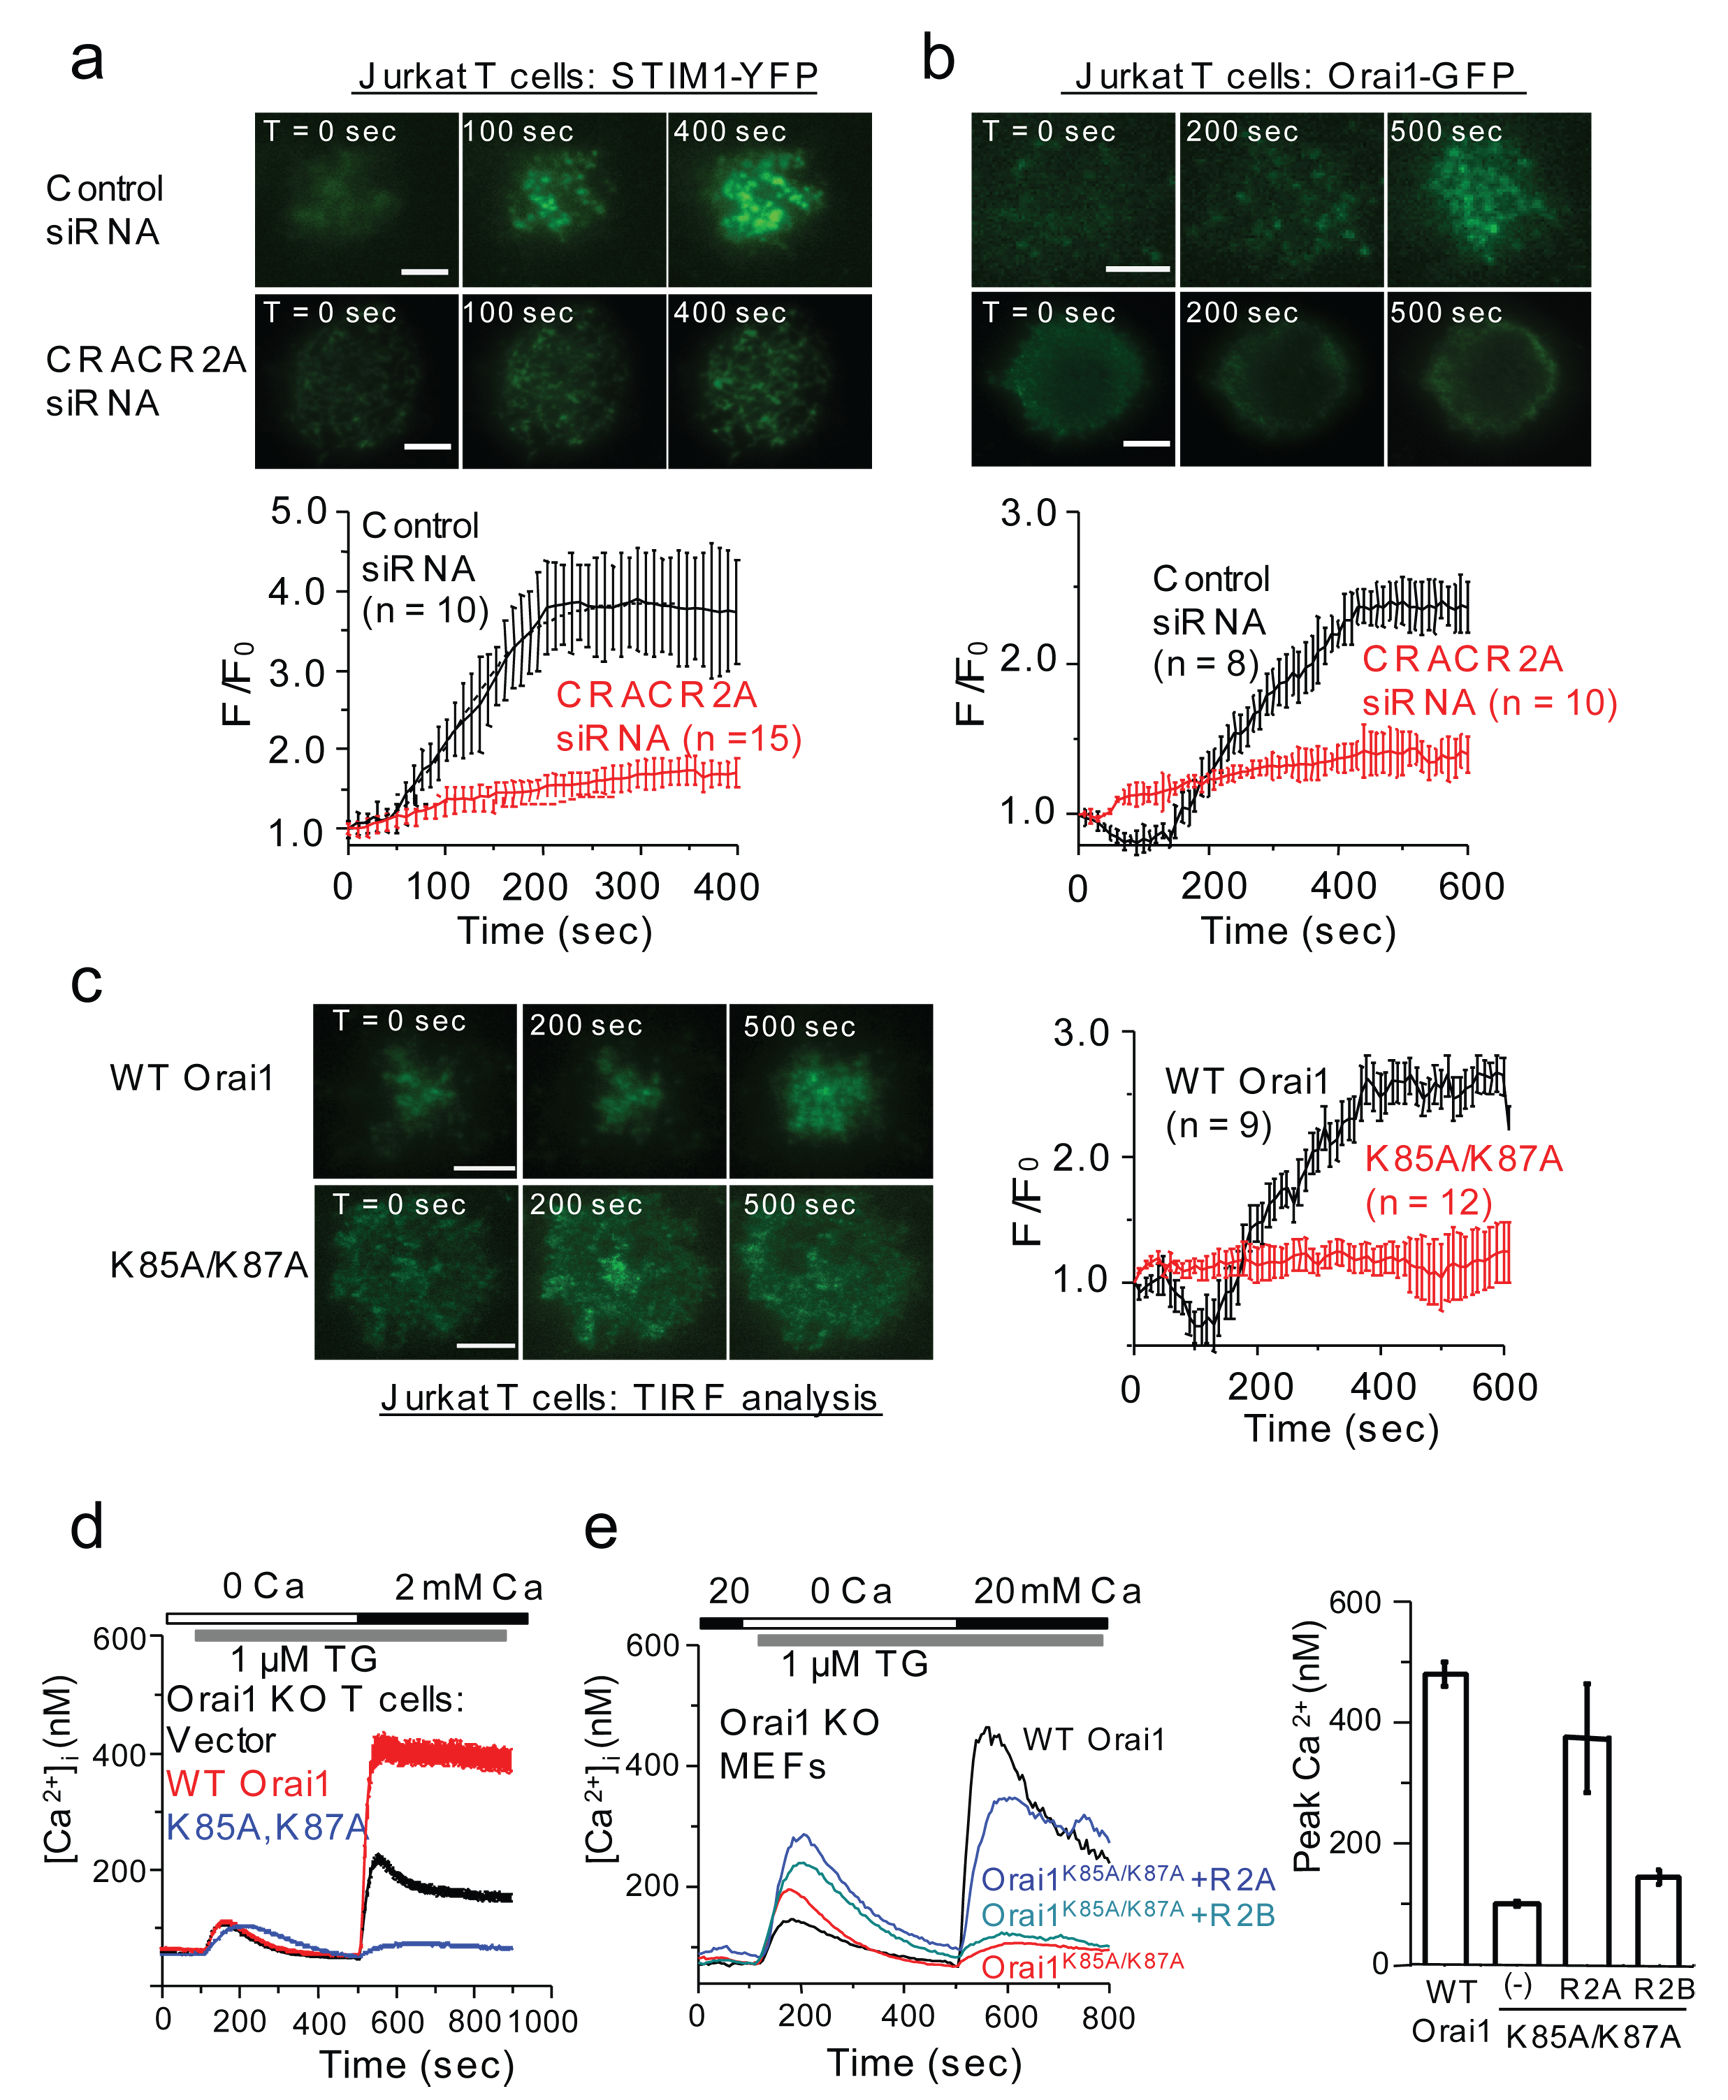 a
Jurkat T cells: STIM1-YFP
Control
siRNA
T = 0 sec
100 sec
400 sec
CRACR2A
siRNA
T = 0 sec
100 sec
400 sec
5.0
4.0
3.0
2.0
1.0
F/F0
Control
siRNA
(n = 10)
CRACR2A
siRNA (n =15)
0 100 200 300 400
Time (sec)
b
Jurkat T cells: Orai1-GFP
T = 0 sec
200 sec
500 sec
T = 0 sec
200 sec
500 sec
3.0
2.0
1.0
F/F0
Control
siRNA
(n = 8)
CRACR2A
siRNA (n = 10)
0 200 400 600
Time (sec)
c
WT Orai1
T = 0 sec
200 sec
500 sec
K85A/K87A
T = 0 sec
200 sec
500 sec
Jurkat T cells: TIRF analysis
3.0
2.0
1.0
F/F0
WT Orai1
(n = 9)
K85A/K87A
(n = 12)
0 200 400 600
Time (sec)
d
0 Ca 2 mM Ca
1 µM TG
Orai1 KO T cells:
Vector
WT Orai1
K85A,K87A
600
400
200
[Ca2+]i (nM)
0 200 400 600 800 1000
Time (sec)
e
20 0 Ca 20 mM Ca
1 µM TG
Orai1 KO
MEFs
WT Orai1
Orai1K85A/K87A +R2A
Orai1K85A/K87A +R2B
Orai1K85A/K87A
600
400
200
[Ca2+]i (nM)
0 200 400 600 800
Time (sec)
600
400
200
0
Peak Ca2+ (nM)
WT (-) R2A R2B
Orai1 K85A/K87A